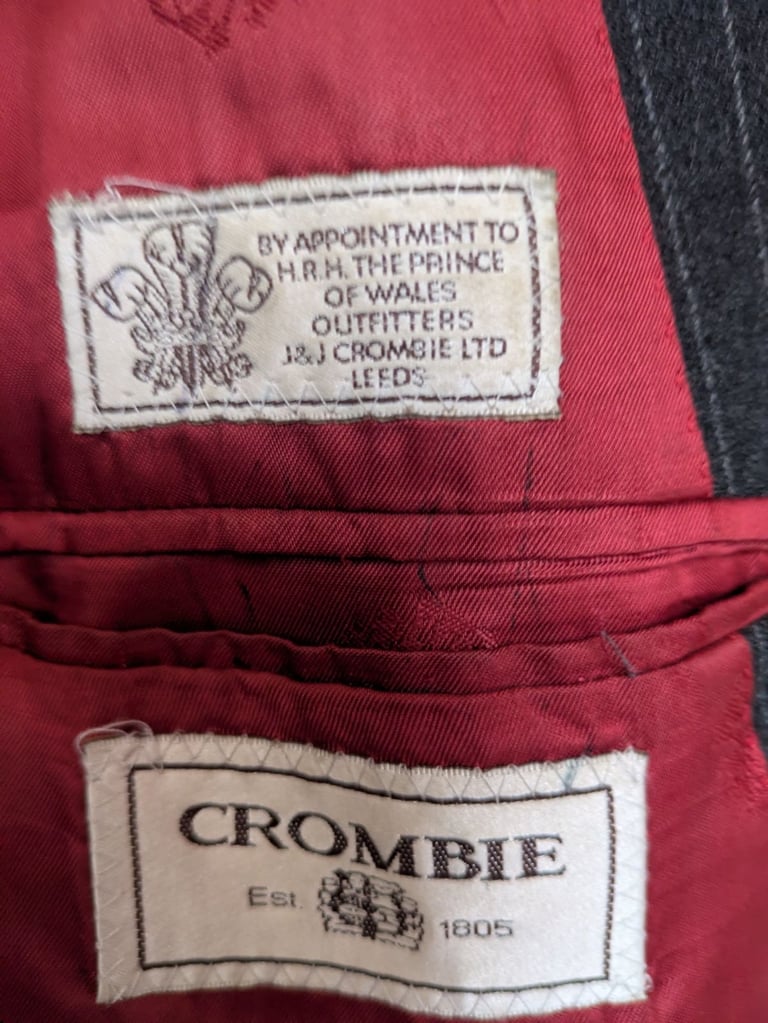 BY APPOINTMENT TO
H.R.H. THE PRINCE
OF WALES
OUTFITTERS
J&J CROMBIE LTD
LEEDS
CROMBIE
Est. 1805